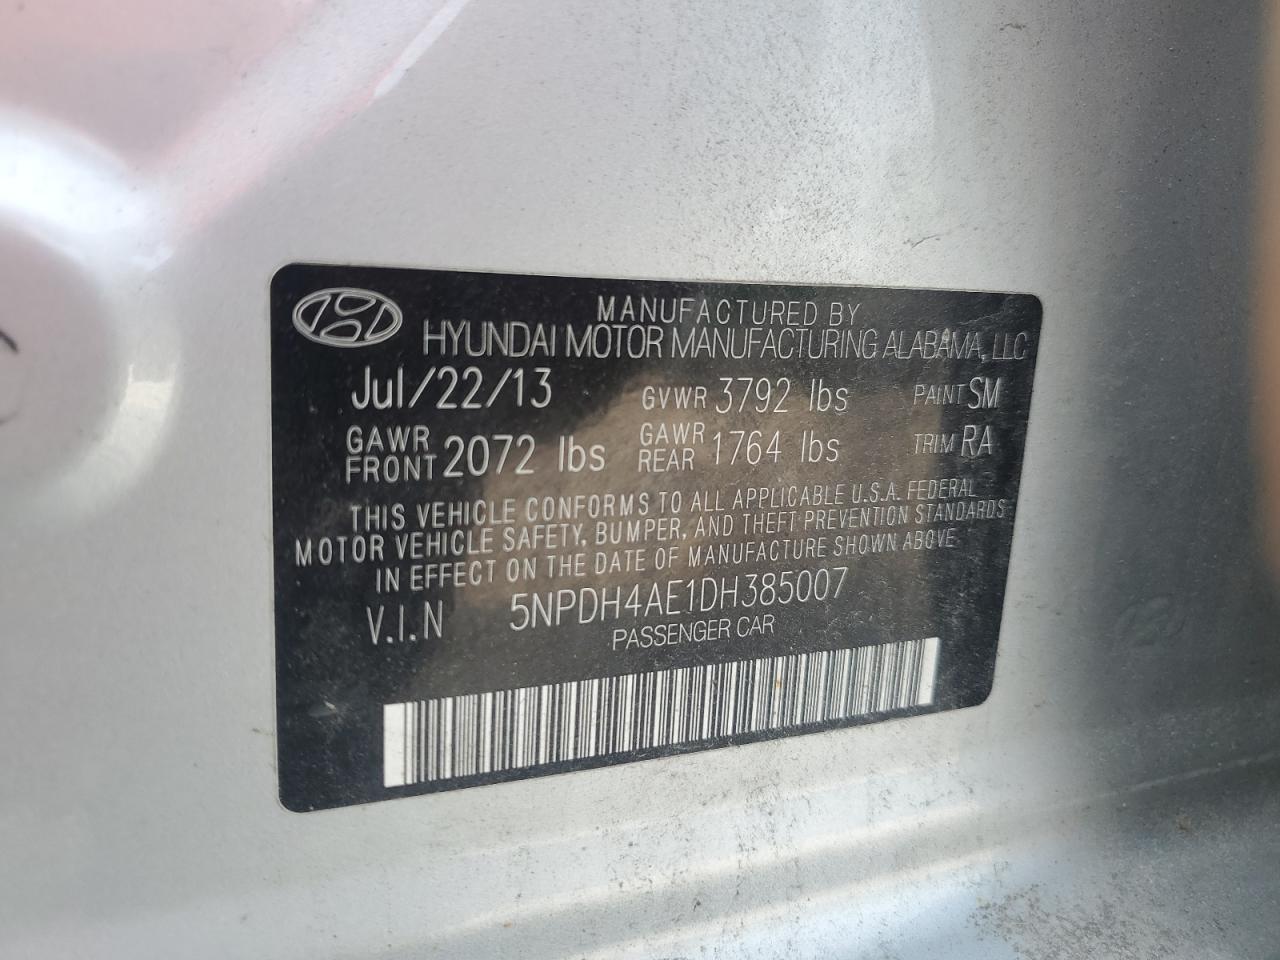 MANUFACTURED BY
HYUNDAI MOTOR MANUFACTURING ALABAMA, LLC
Jul/22/13 GVWR 3792 lbs PAINT SM
GAWR FRONT 2072 lbs GAWR REAR 1764 lbs TRIM RA
THIS VEHICLE CONFORMS TO ALL APPLICABLE U.S.A. FEDERAL
MOTOR VEHICLE SAFETY, BUMPER, AND THEFT PREVENTION STANDARDS
IN EFFECT ON THE DATE OF MANUFACTURE SHOWN ABOVE
V.I.N 5NPDH4AE1DH385007
PASSENGER CAR